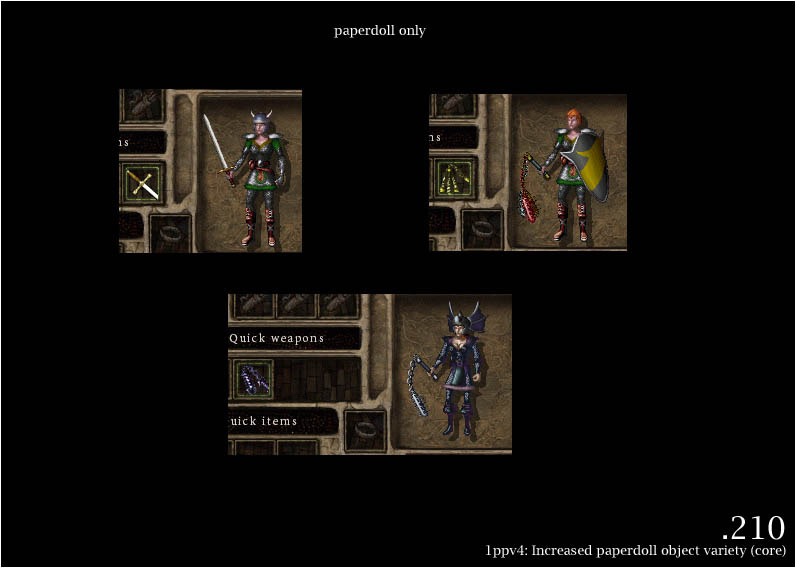 paperdoll only
ns
ns
Quick weapons
uick items
.210
1ppv4: Increased paperdoll object variety (core)